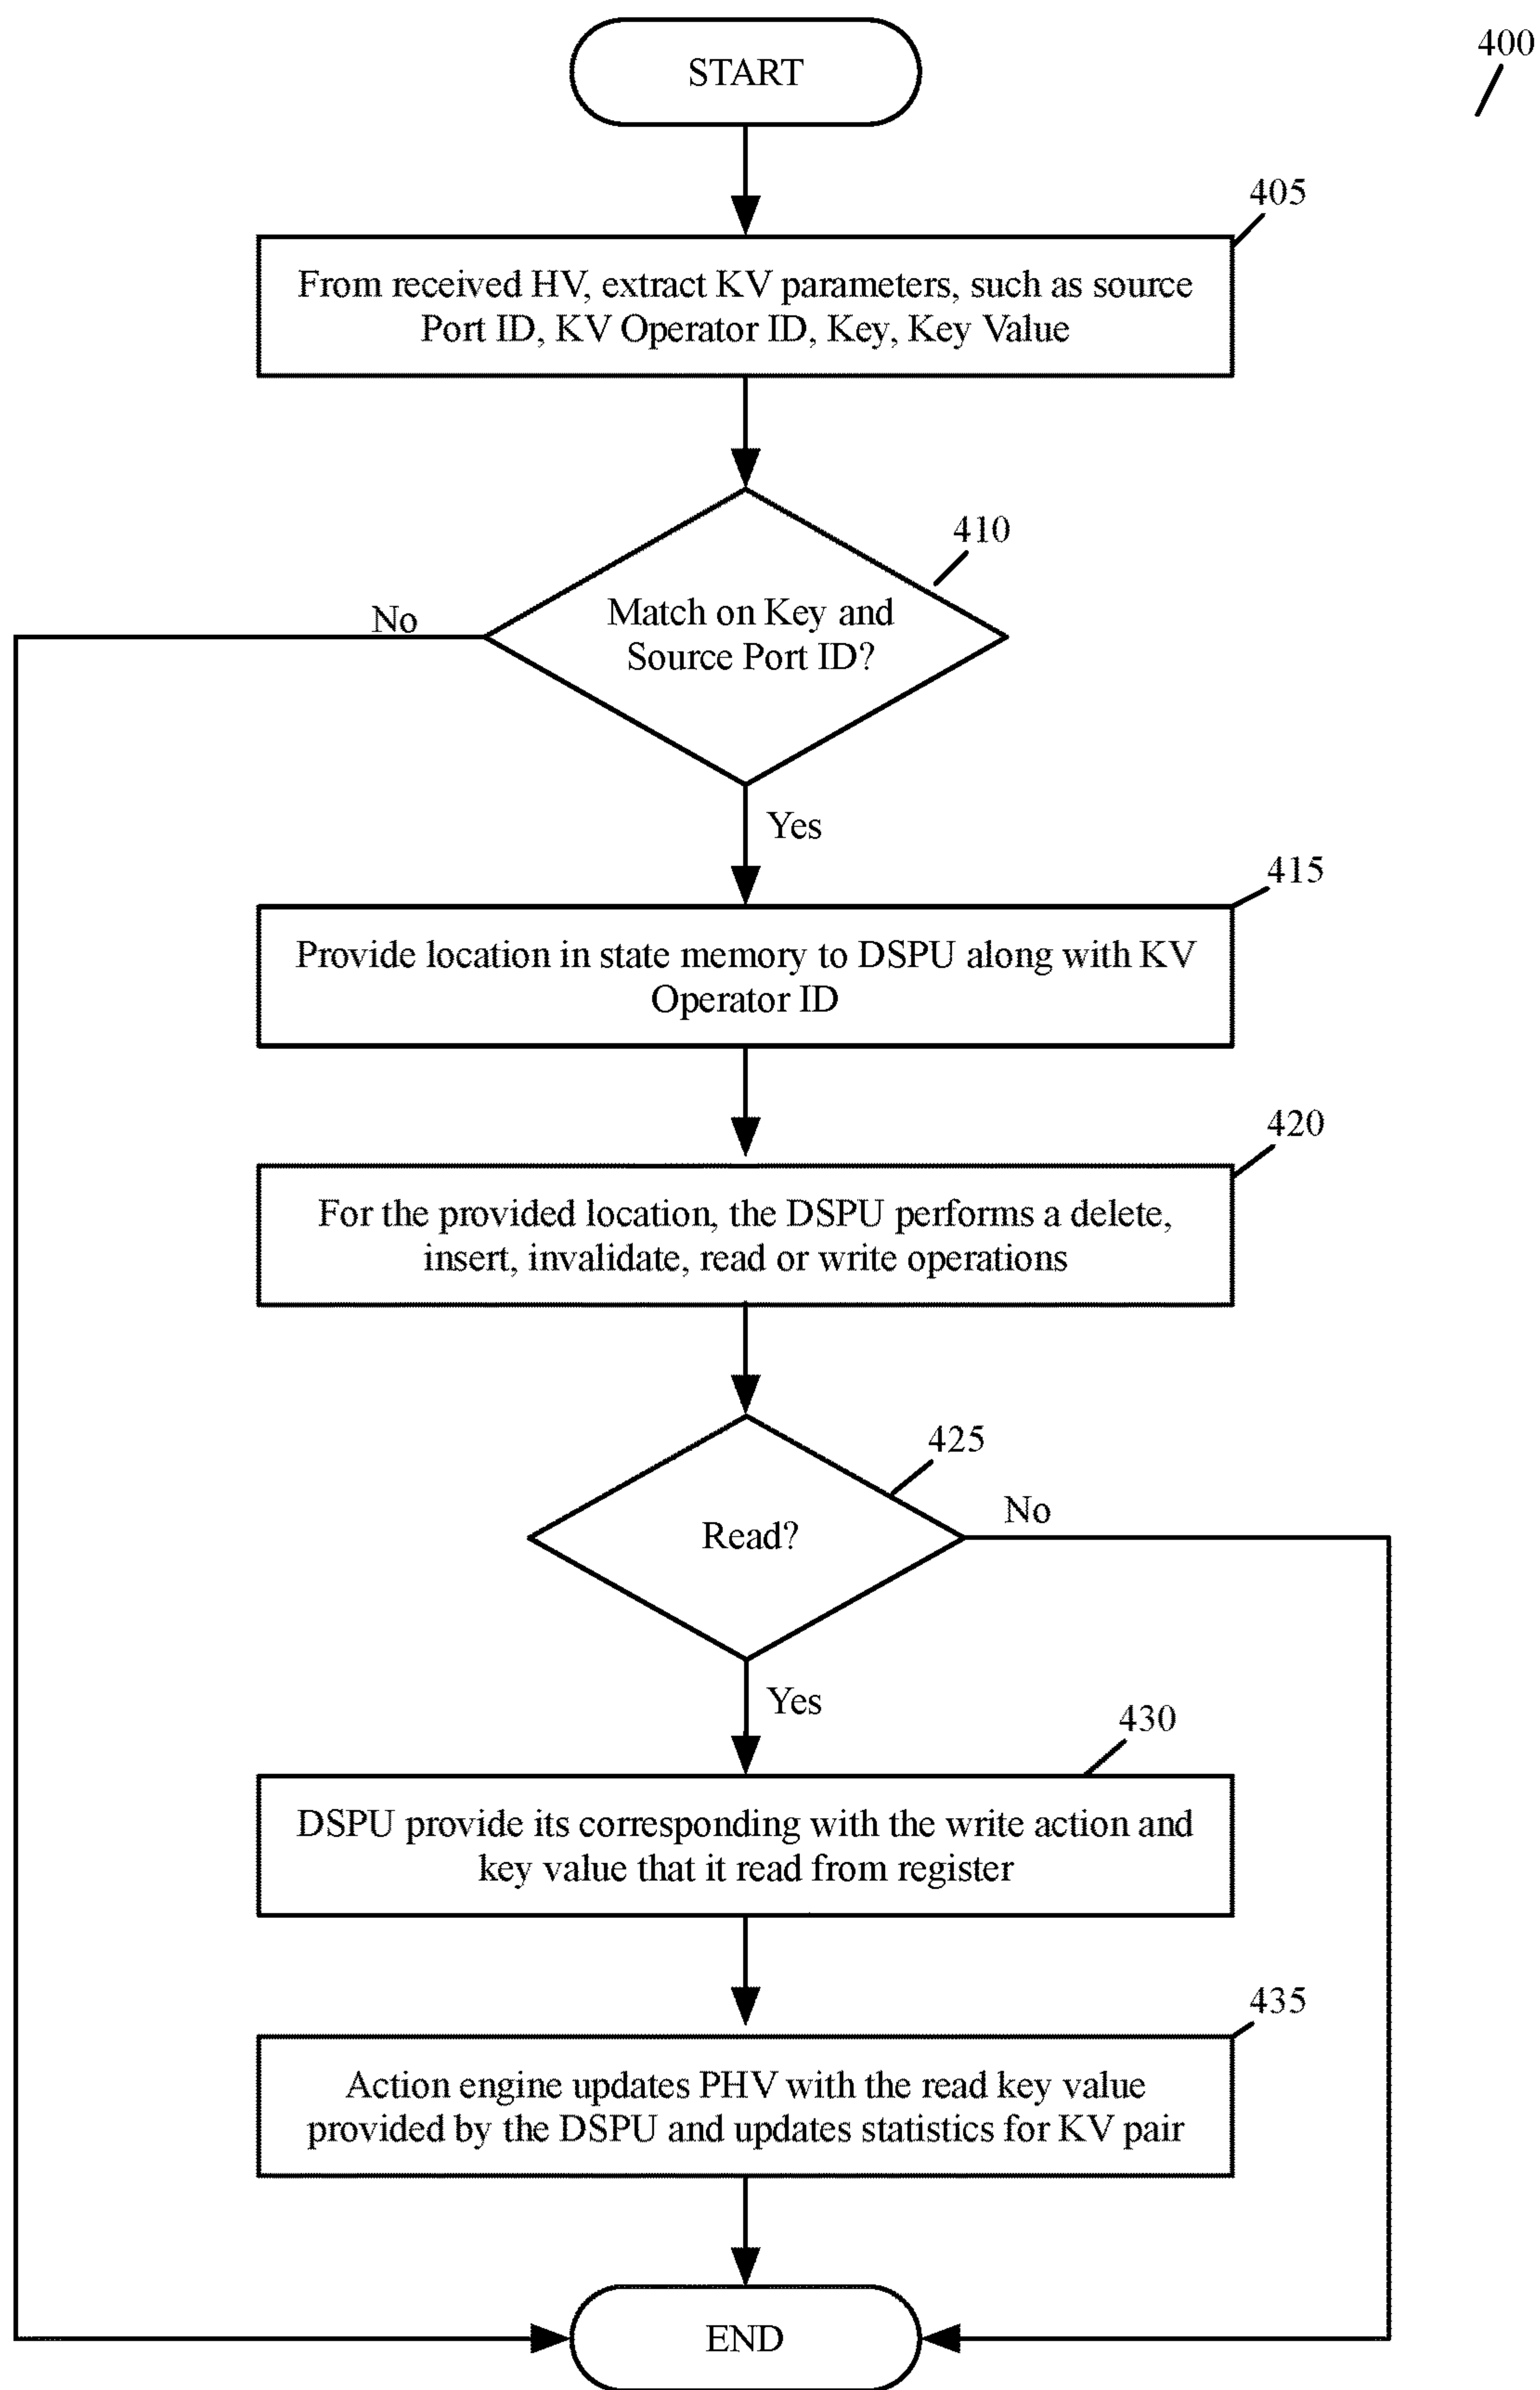 START
400
405
From received HV, extract KV parameters, such as source
Port ID, KV Operator ID, Key, Key Value
410
No
Match on Key and
Source Port ID?
Yes
415
Provide location in state memory to DSPU along with KV
Operator ID
420
For the provided location, the DSPU performs a delete,
insert, invalidate, read or write operations
425
No
Read?
Yes
430
DSPU provide its corresponding with the write action and
key value that it read from register
435
Action engine updates PHV with the read key value
provided by the DSPU and updates statistics for KV pair
END